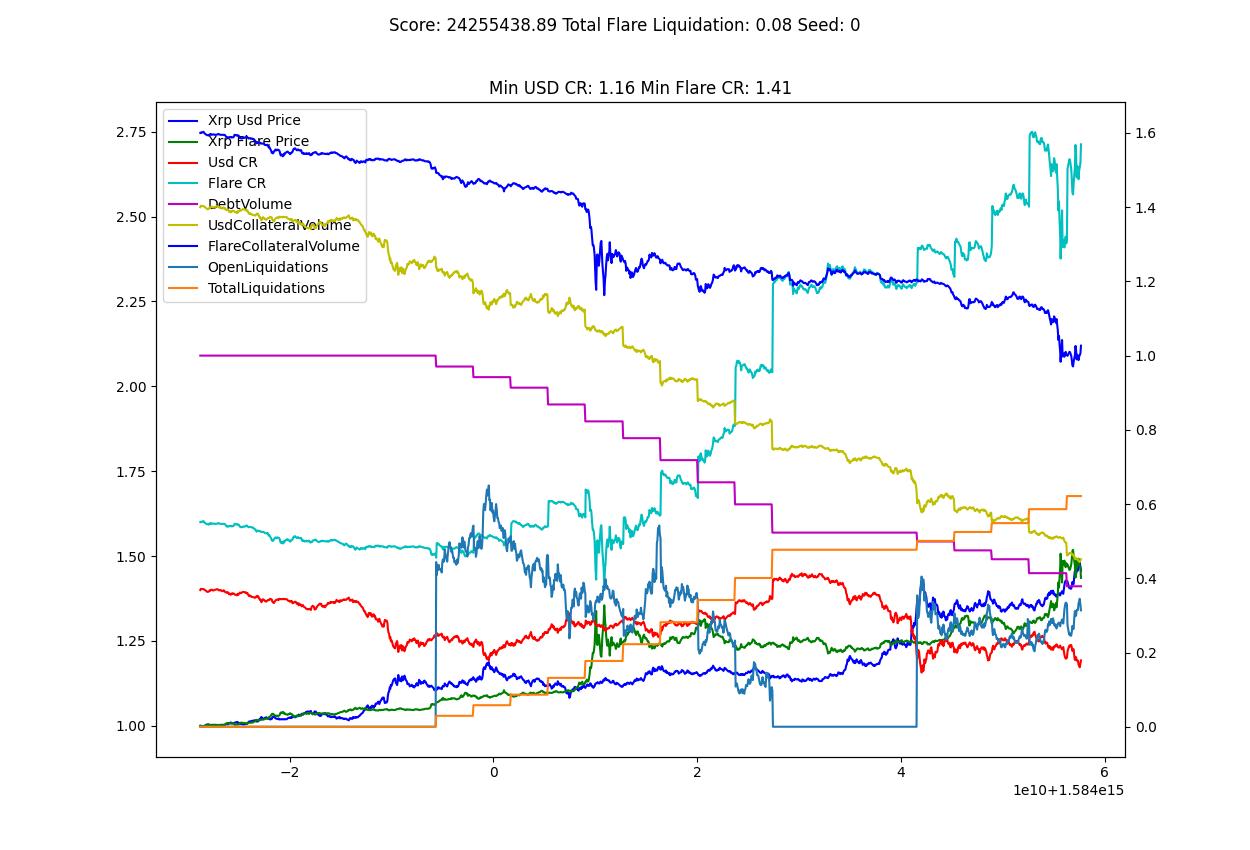 Score: 24255438.89 Total Flare Liquidation: 0.08 Seed: 0
Min USD CR: 1.16 Min Flare CR: 1.41
Xrp Usd Price
Xrp Flare Price
Usd CR
Flare CR
DebtVolume
UsdCollateralVolume
FlareCollateralVolume
OpenLiquidations
TotalLiquidations
2.75
2.50
2.25
2.00
1.75
1.50
1.25
1.00
1.6
1.4
1.2
1.0
0.8
0.6
0.4
0.2
0.0
−2
0
2
4
6
1e10+1.584e15